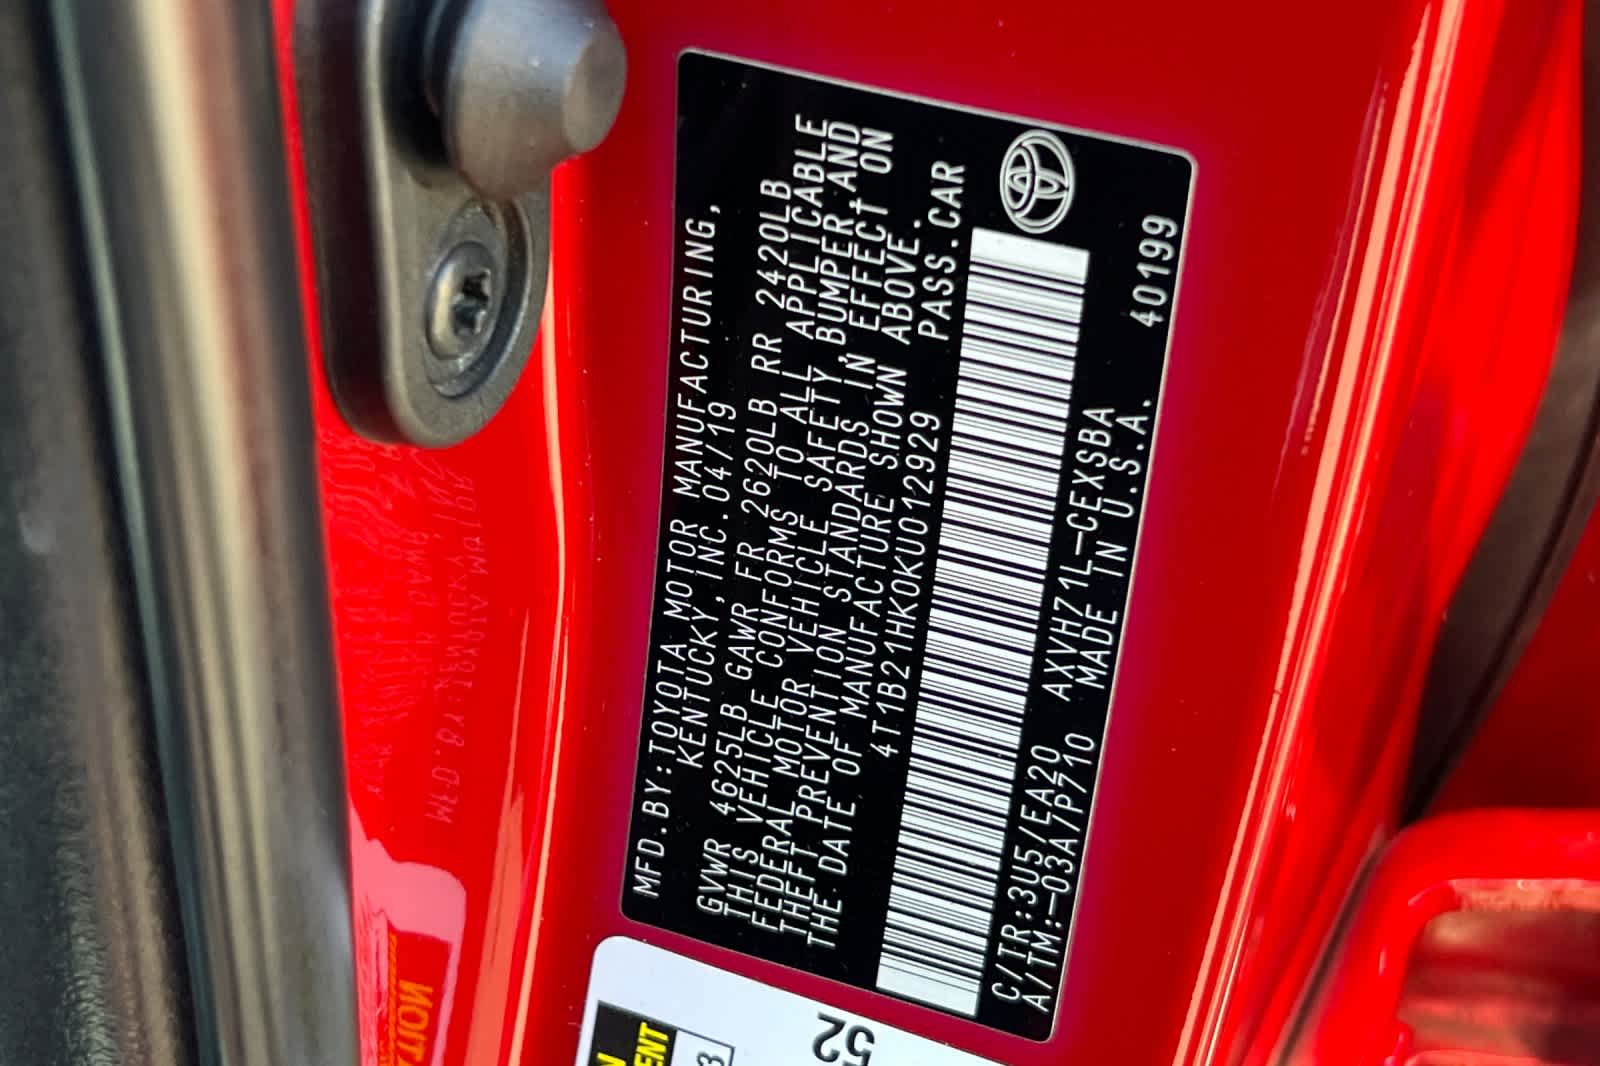 MFD.BY:TOYOTA MOTOR MANUFACTURING,
KENTUCKY,INC.04/19
GVWR 4625LB GAWR FR 2620LB RR 2420LB
THIS VEHICLE CONFORMS TO ALL APPLICABLE
FEDERAL MOTOR VEHICLE SAFETY,BUMPER,AND
THEFT PREVENTION STANDARDS IN EFFECT ON
THE DATE OF MANUFACTURE SHOWN ABOVE.
4T1B21HK0KU012929 PASS.CAR
C/TR:3U5/EA20 AXVH71L-CEXSBA
A/TM:-03A/P710 MADE IN U.S.A. 40199
52